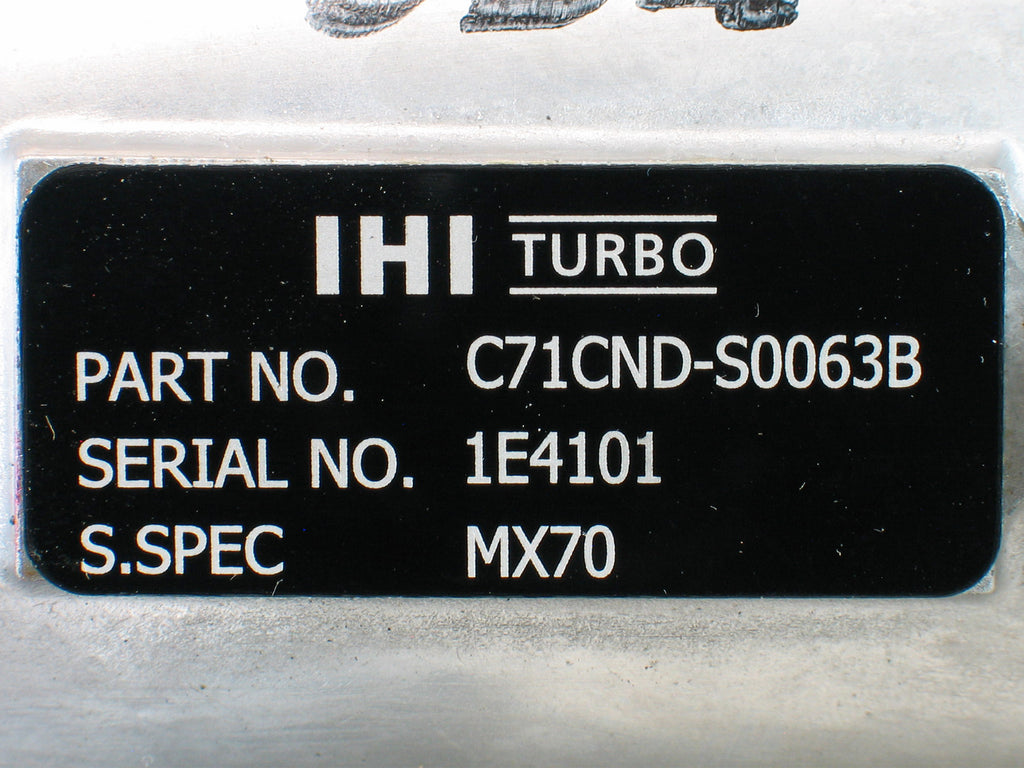 IHI TURBO
PART NO. C71CND-S0063B
SERIAL NO. 1E4101
S.SPEC MX70